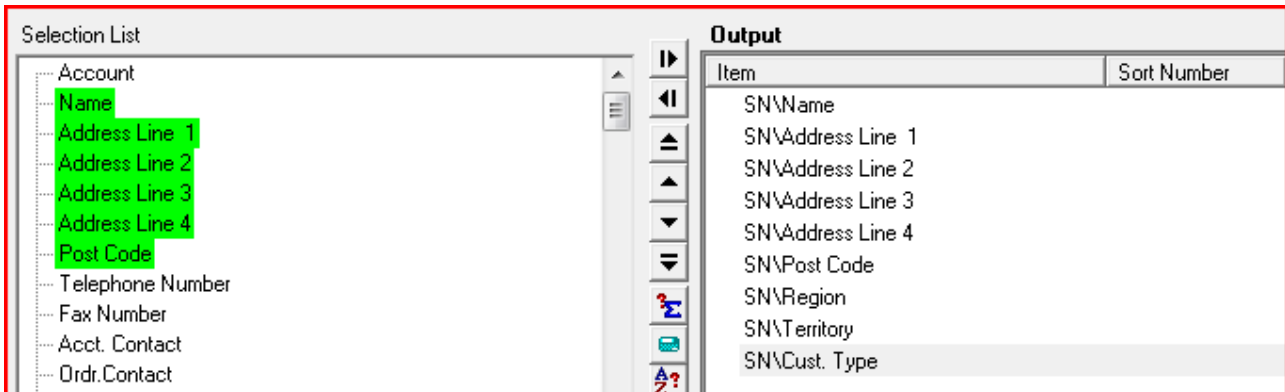 Selection List
Account
Name
Address Line  1
Address Line 2
Address Line 3
Address Line 4
Post Code
Telephone Number
Fax Number
Acct. Contact
Ordr.Contact
Output
Item Sort Number
SN\Name
SN\Address Line  1
SN\Address Line 2
SN\Address Line 3
SN\Address Line 4
SN\Post Code
SN\Region
SN\Territory
SN\Cust. Type